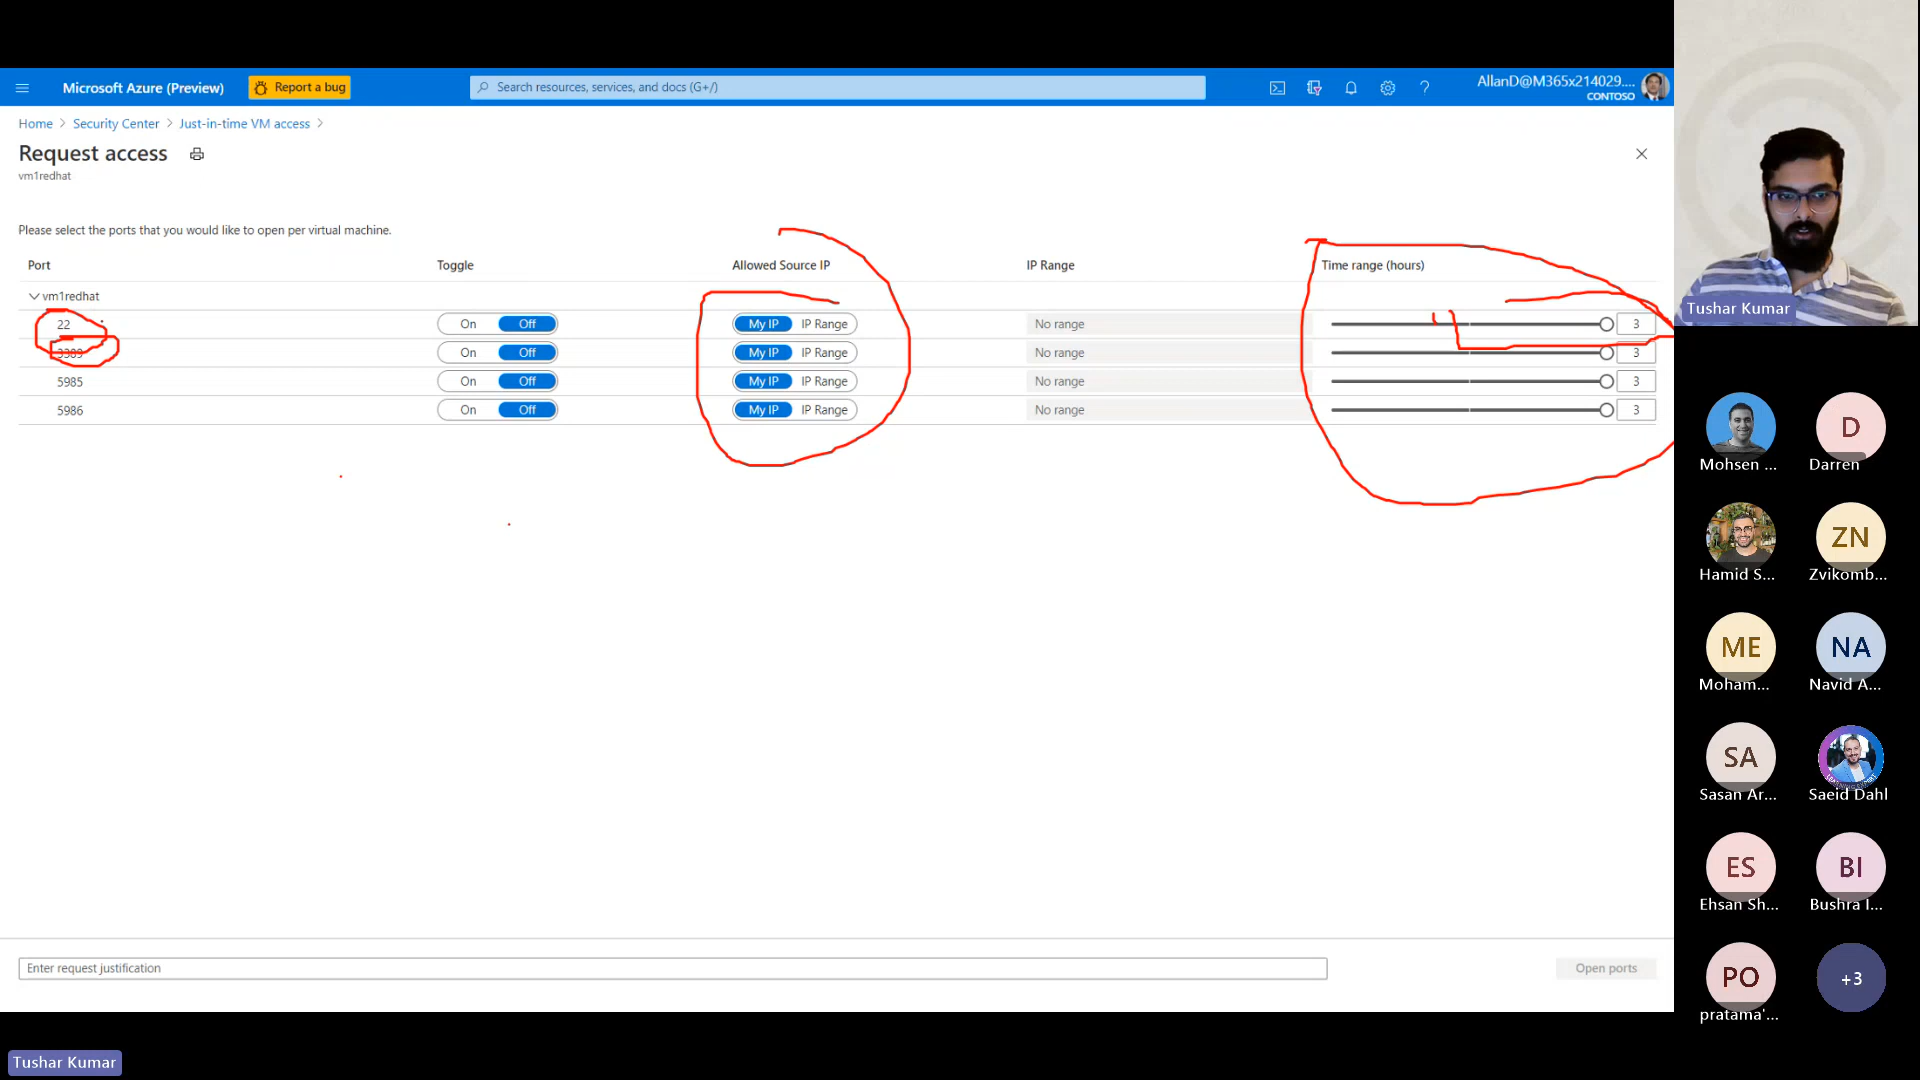 Microsoft Azure (Preview)
Report a bug
Search resources, services, and docs (G+/)
AllanD@M365x214029....
CONTOSO
Home > Security Center > Just-in-time VM access >
Request access
vm1redhat
Please select the ports that you would like to open per virtual machine.
Port Toggle Allowed Source IP IP Range Time range (hours)
vm1redhat
22 On Off My IP IP Range No range 3
3389 On Off My IP IP Range No range 3
5985 On Off My IP IP Range No range 3
5986 On Off My IP IP Range No range 3
Enter request justification
Open ports
Tushar Kumar
Tushar Kumar
Mohsen ...
D
Darren
Hamid S...
ZN
Zvikomb...
ME
Moham...
NA
Navid A...
SA
Sasan Ar...
Saeid Dahl
ES
Ehsan Sh...
BI
Bushra I...
PO
pratama'...
+3